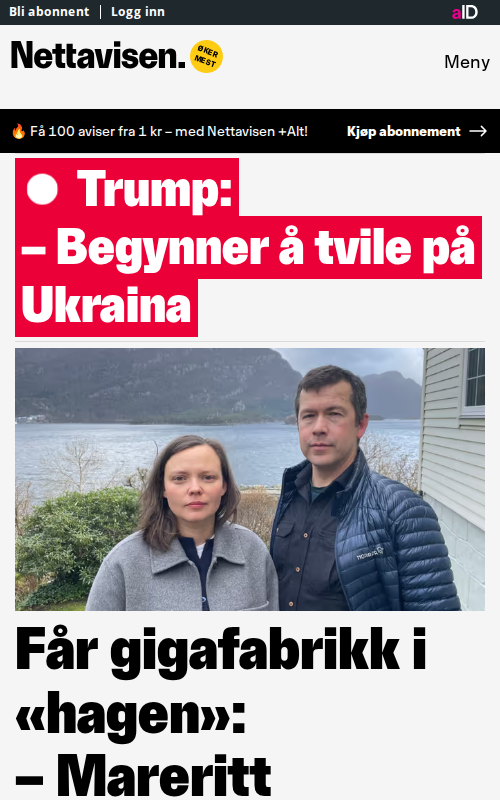 Bli abonnent | Logg inn
aID
Nettavisen.
ØKER
MEST
Meny
🔥 Få 100 aviser fra 1 kr – med Nettavisen +Alt!
Kjøp abonnement →
Trump:
– Begynner å tvile på
Ukraina
Får gigafabrikk i
«hagen»:
– Mareritt